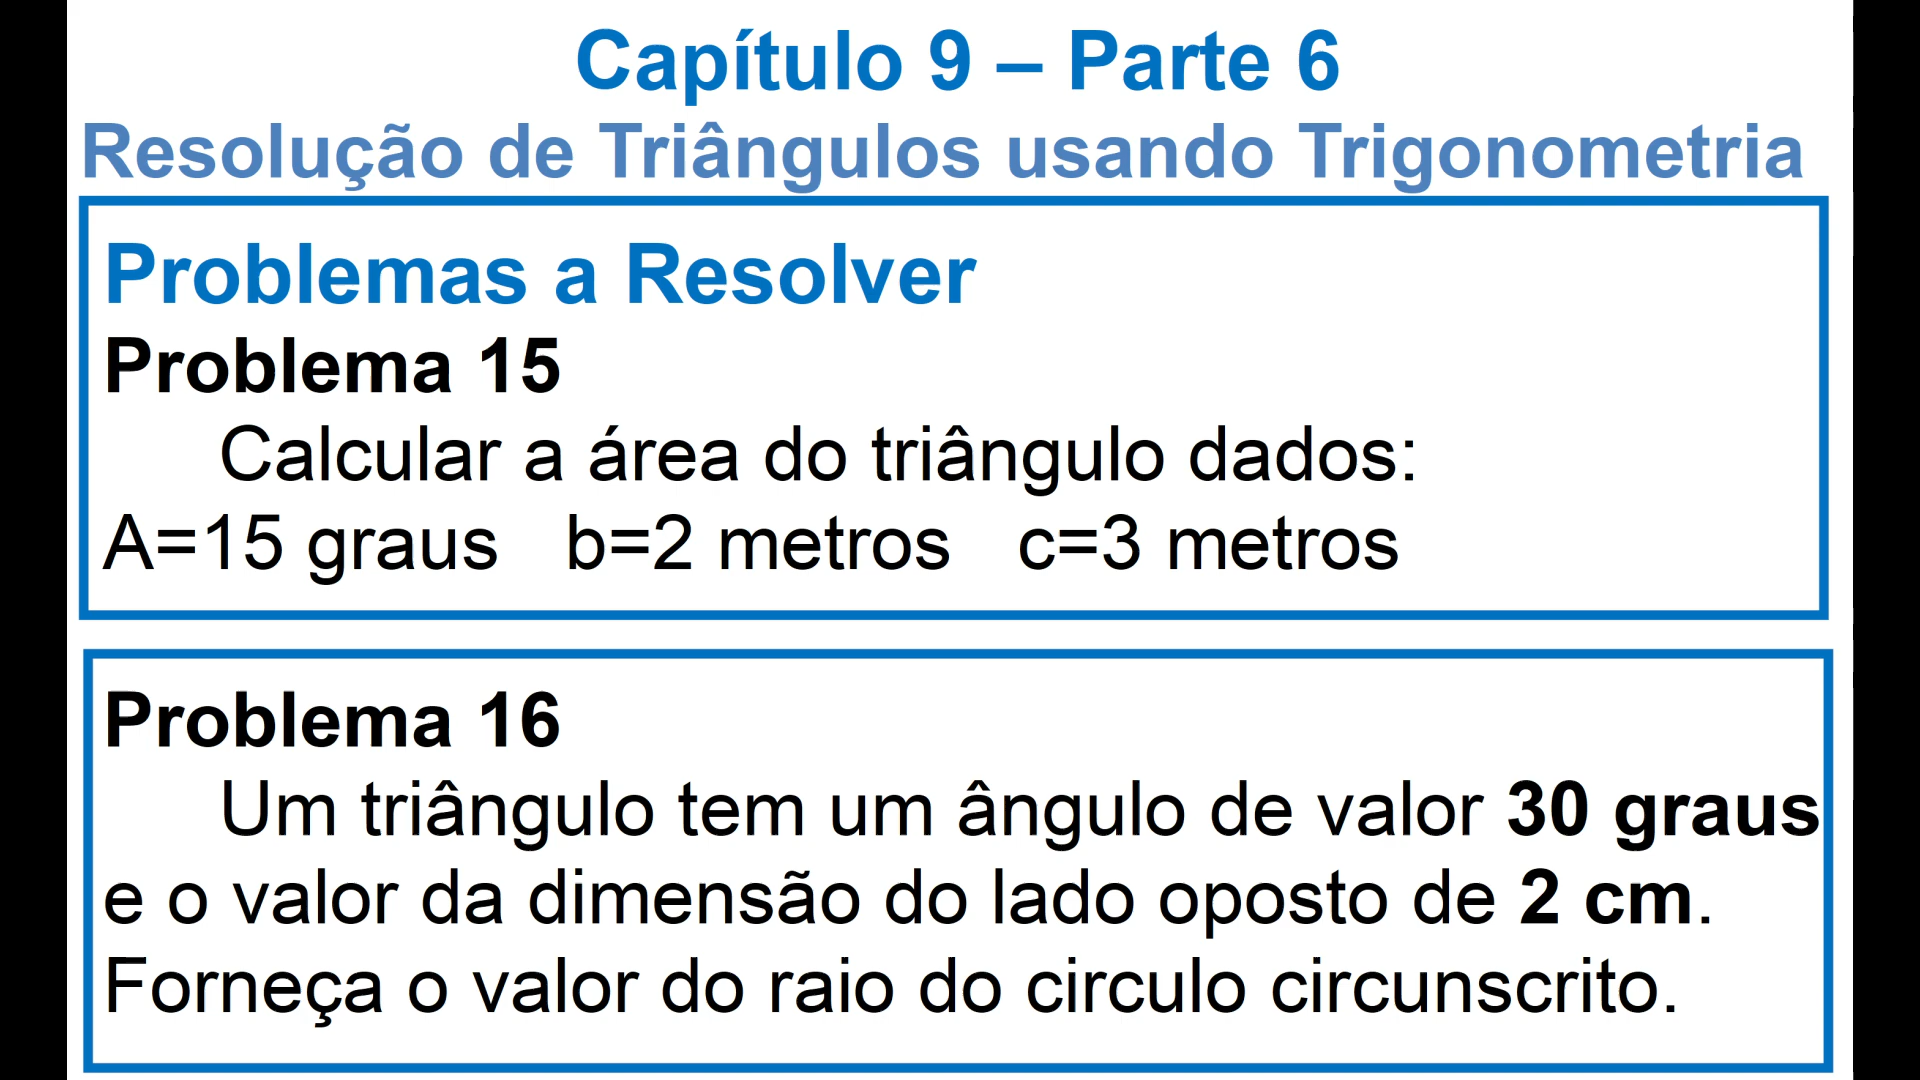 Capítulo 9 – Parte 6
Resolução de Triângulos usando Trigonometria
Problemas a Resolver
Problema 15
Calcular a área do triângulo dados:
A=15 graus b=2 metros c=3 metros
Problema 16
Um triângulo tem um ângulo de valor 30 graus
e o valor da dimensão do lado oposto de 2 cm.
Forneça o valor do raio do circulo circunscrito.